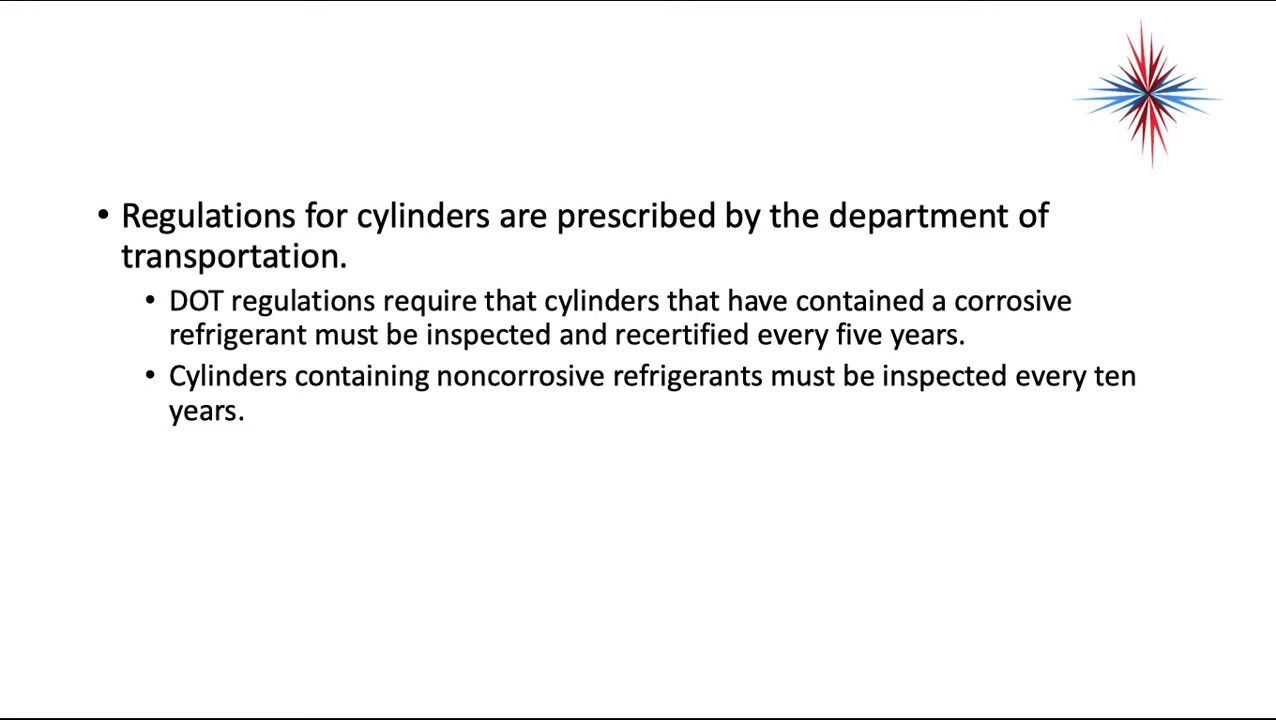 • Regulations for cylinders are prescribed by the department of
transportation.
• DOT regulations require that cylinders that have contained a corrosive
refrigerant must be inspected and recertified every five years.
• Cylinders containing noncorrosive refrigerants must be inspected every ten
years.